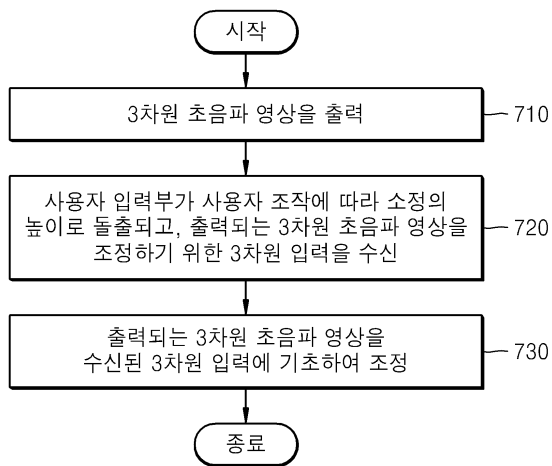 시작
3차원 초음파 영상을 출력
710
사용자 입력부가 사용자 조작에 따라 소정의
높이로 돌출되고, 출력되는 3차원 초음파 영상을
조정하기 위한 3차원 입력을 수신
720
출력되는 3차원 초음파 영상을
수신된 3차원 입력에 기초하여 조정
730
종료